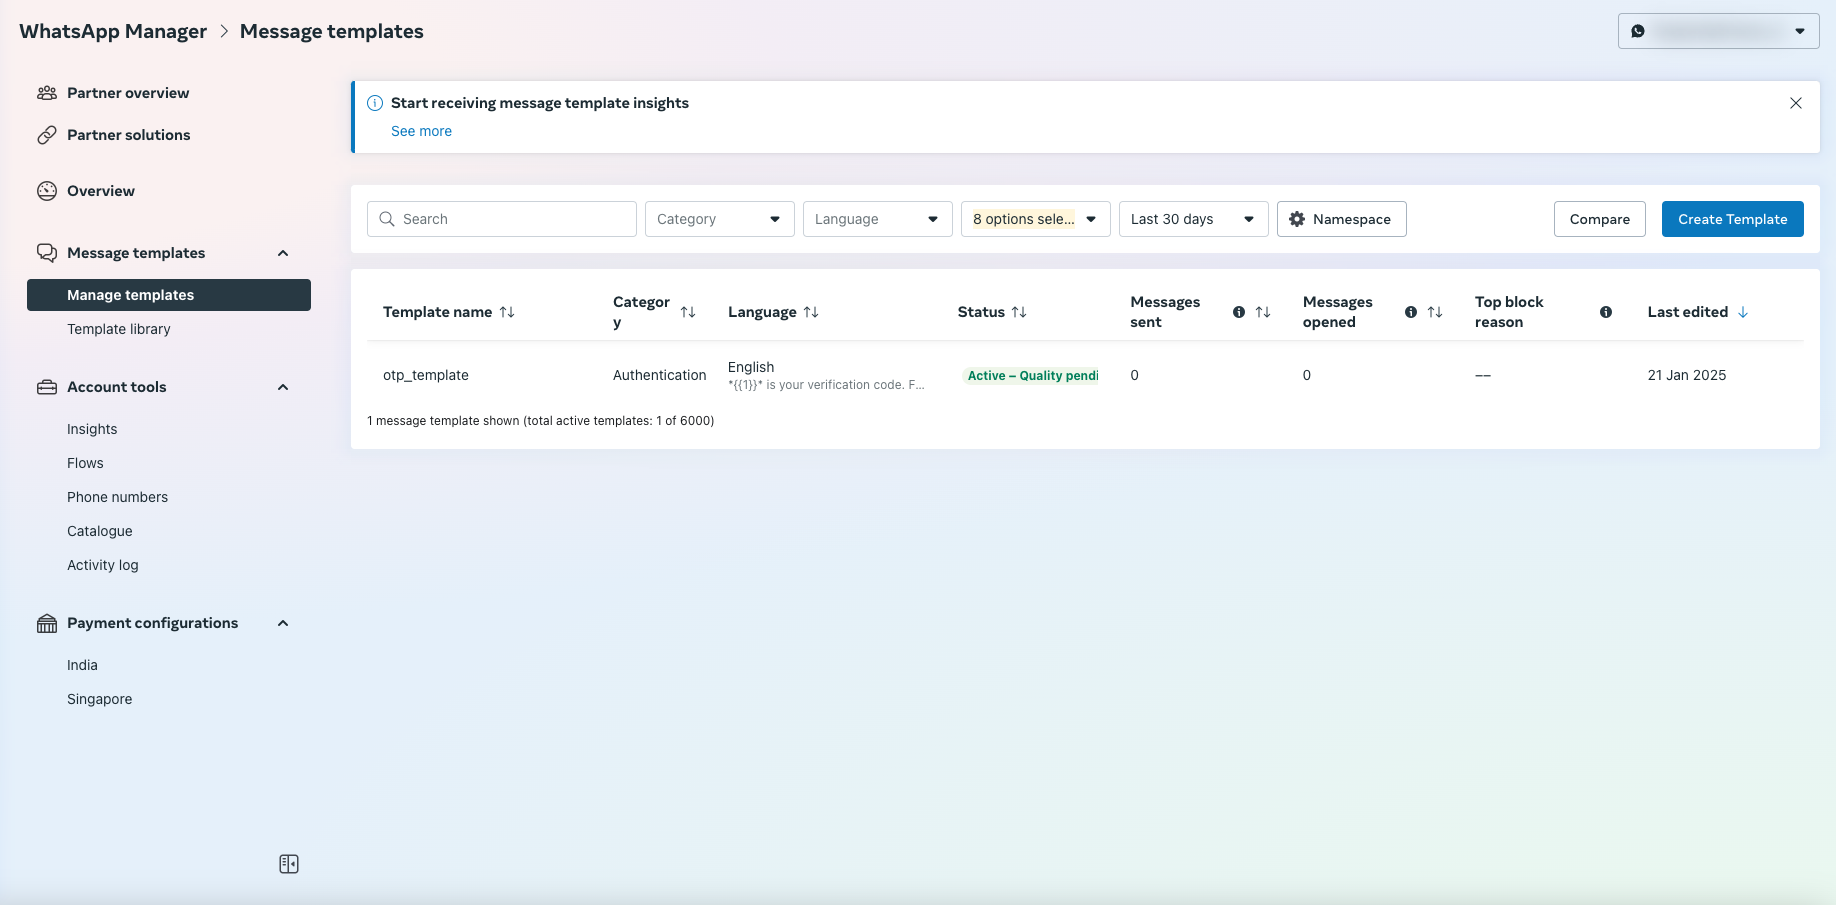 WhatsApp Manager > Message templates
Partner overview
Partner solutions
Overview
Message templates
Manage templates
Template library
Account tools
Insights
Flows
Phone numbers
Catalogue
Activity log
Payment configurations
India
Singapore
Start receiving message template insights
See more
Search
Category
Language
8 options sele...
Last 30 days
Namespace
Compare
Create Template
Template name
Categor
y
Language
Status
Messages
sent
Messages
opened
Top block
reason
Last edited
otp_template
Authentication
English
*{{1}}* is your verification code. F...
Active – Quality pendi
0
0
––
21 Jan 2025
1 message template shown (total active templates: 1 of 6000)